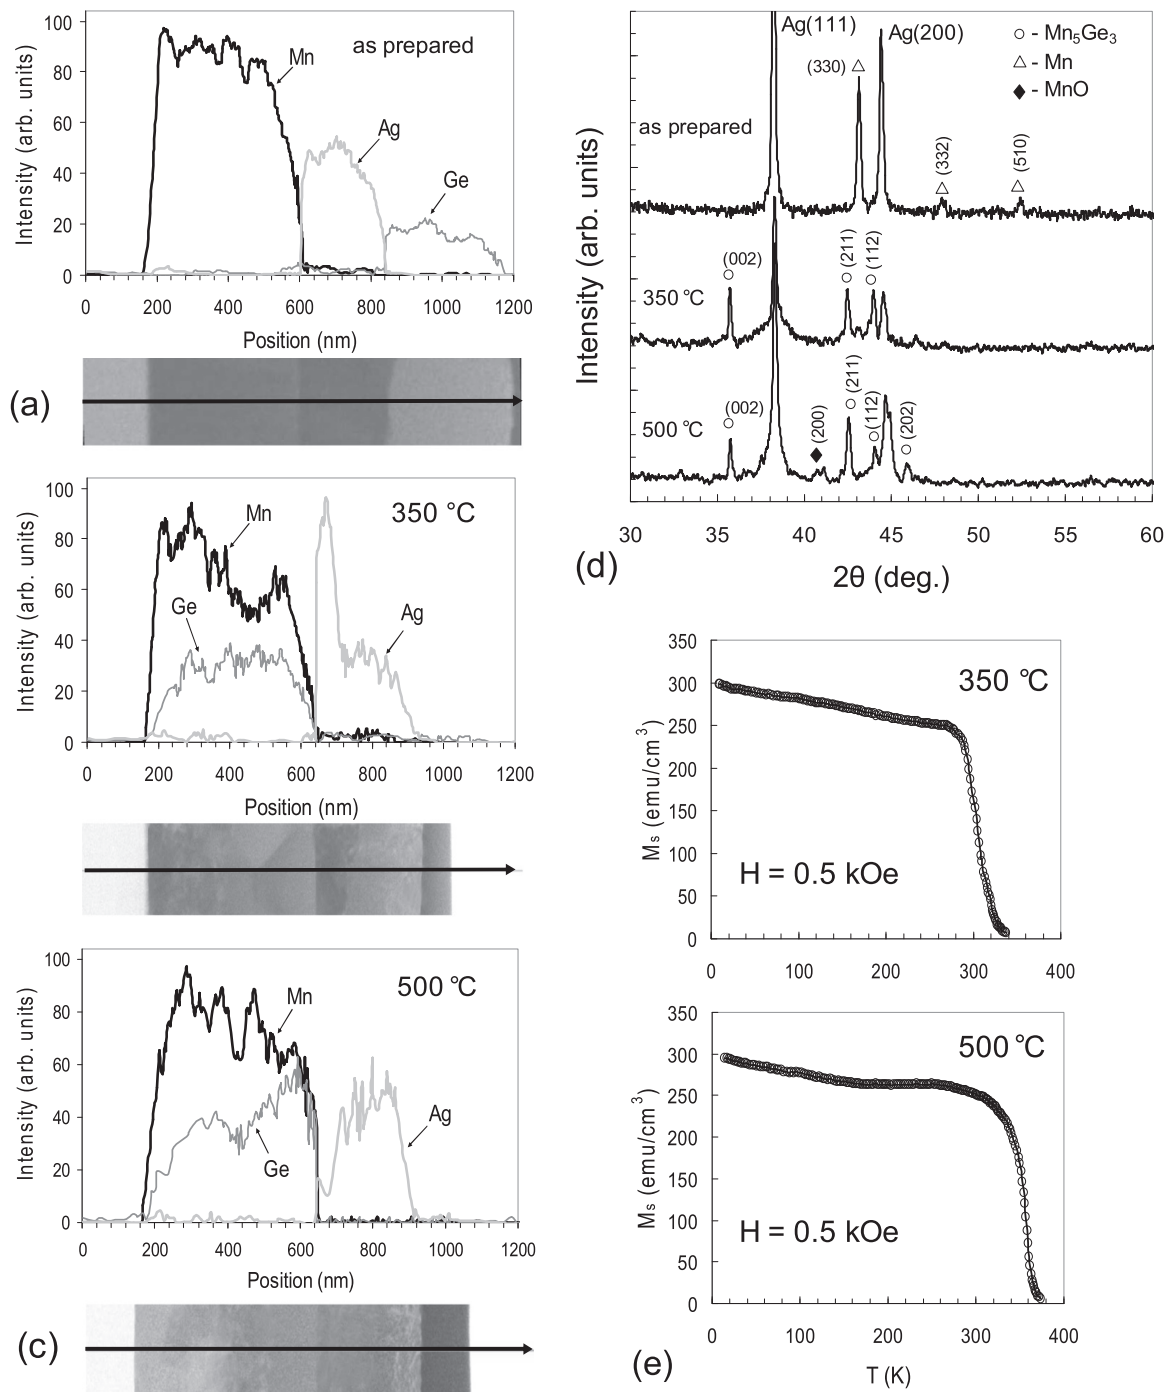 100
80
60
40
20
0
Intensity (arb. units)
as prepared
Mn
Ag
Ge
0 200 400 600 800 1000 1200
Position (nm)
(a)
100
80
60
40
20
0
Intensity (arb. units)
350 °C
Mn
Ge
Ag
0 200 400 600 800 1000 1200
Position (nm)
100
80
60
40
20
0
Intensity (arb. units)
500 °C
Mn
Ge
Ag
0 200 400 600 800 1000 1200
Position (nm)
(c)
Intensity (arb. units)
Ag(111)
Ag(200)
○ - Mn₅Ge₃
△ - Mn
◆ - MnO
as prepared
(330) △
△ (332)
△ (510)
350 °C
○ (002)
○ (211)
○ (112)
500 °C
○ (002)
◆ (200)
○ (211)
○ (112)
○ (202)
30 35 40 45 50 55 60
2θ (deg.)
(d)
350
300
250
200
150
100
50
0
Mₛ (emu/cm³)
350 °C
H = 0.5 kOe
0 100 200 300 400
350
300
250
200
150
100
50
0
Mₛ (emu/cm³)
500 °C
H = 0.5 kOe
0 100 200 300 400
T (K)
(e)